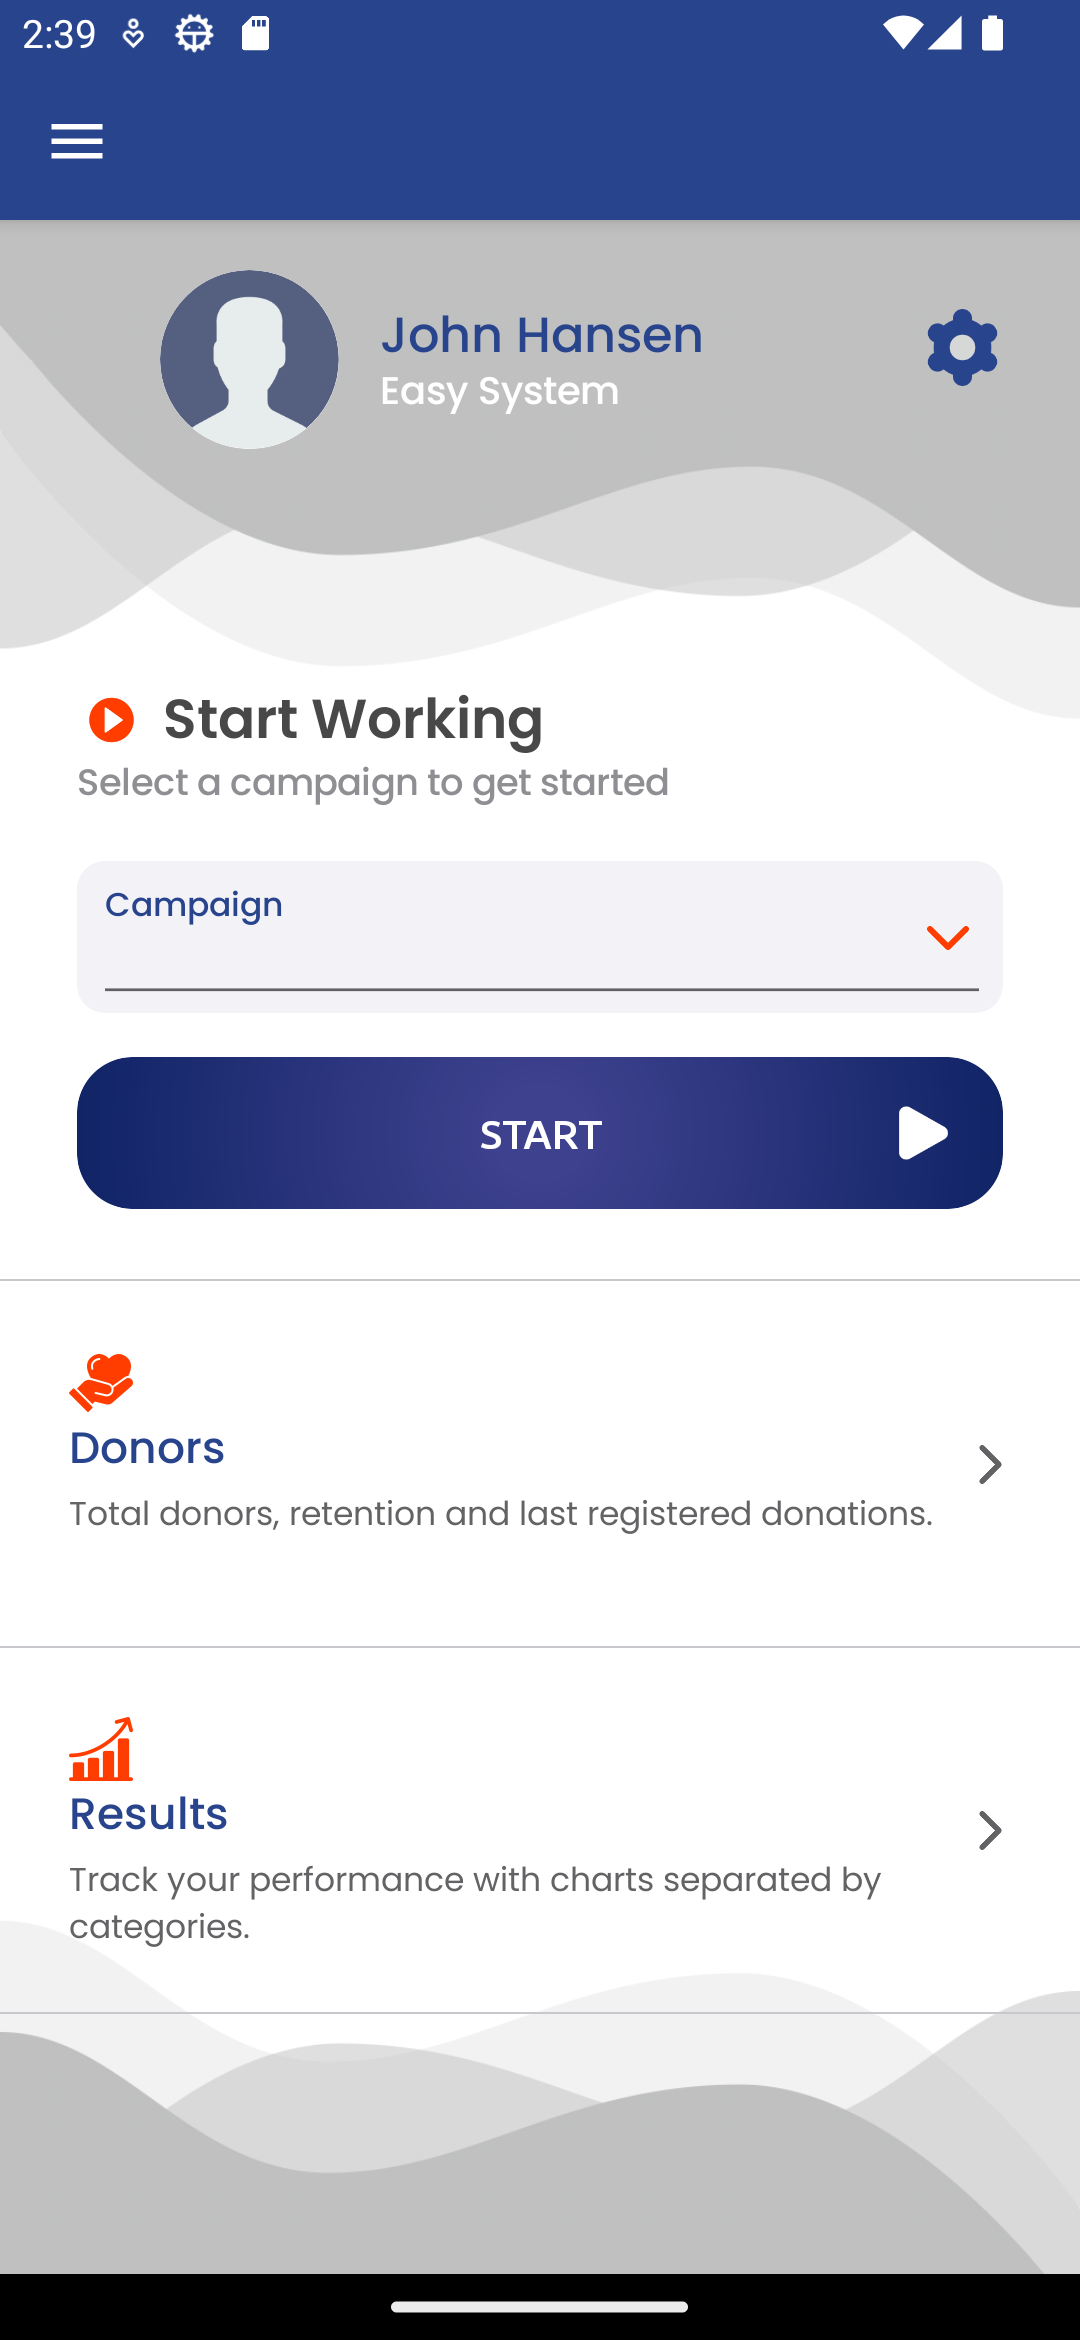 2:39
John Hansen
Easy System
Start Working
Select a campaign to get started
Campaign
START
Donors
Total donors, retention and last registered donations.
Results
Track your performance with charts separated by
categories.